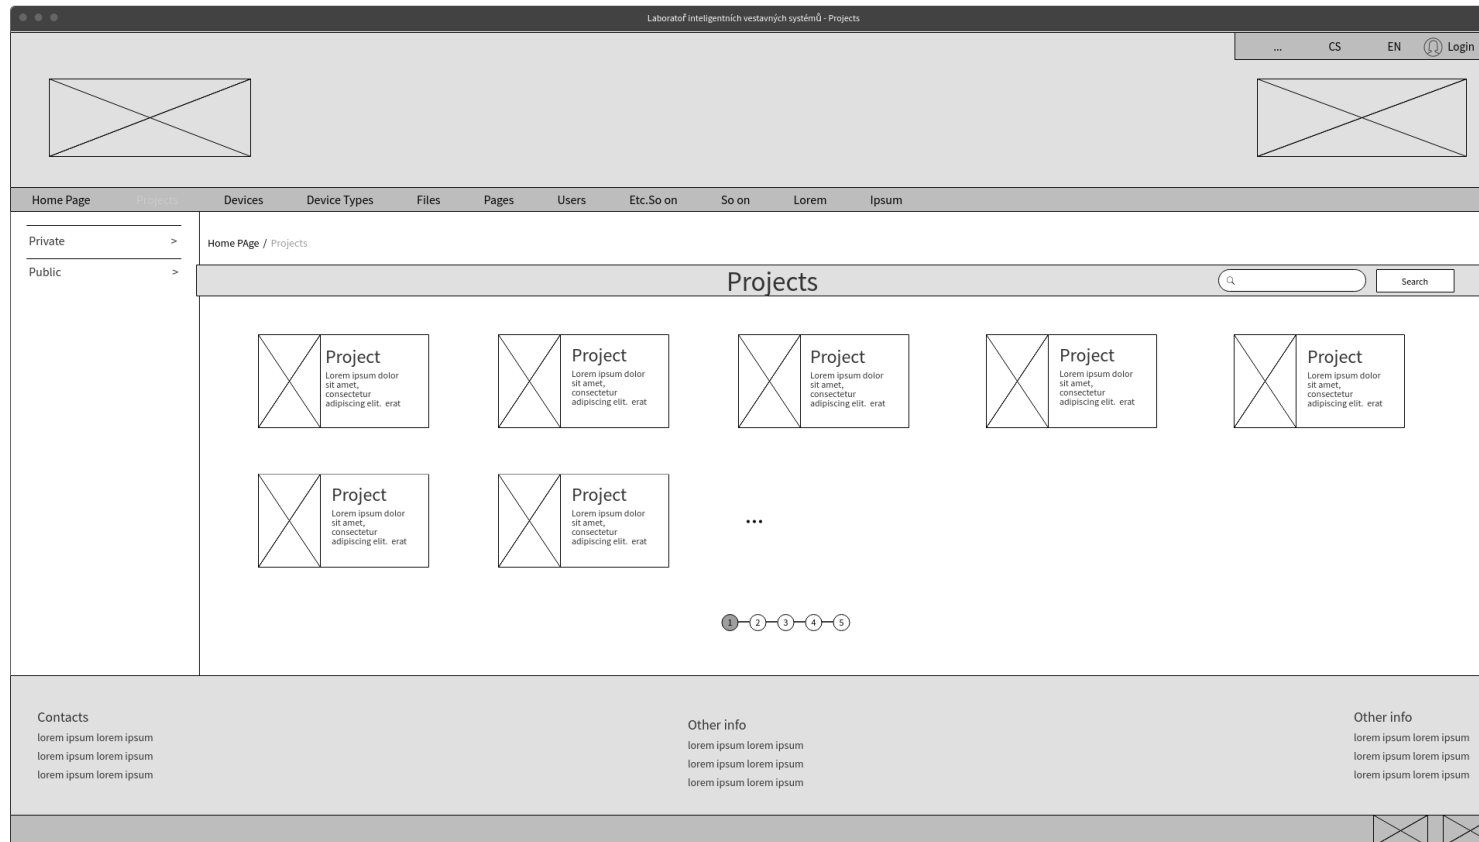 Laboratoř inteligentních vestavných systémů - Projects
... CS EN Login
Home Page Projects Devices Device Types Files Pages Users Etc.So on So on Lorem Ipsum
Private >
Public >
Home PAge / Projects
Projects
Search
Project
Lorem ipsum dolor
sit amet,
consectetur
adipiscing elit. erat
Project
Lorem ipsum dolor
sit amet,
consectetur
adipiscing elit. erat
Project
Lorem ipsum dolor
sit amet,
consectetur
adipiscing elit. erat
Project
Lorem ipsum dolor
sit amet,
consectetur
adipiscing elit. erat
Project
Lorem ipsum dolor
sit amet,
consectetur
adipiscing elit. erat
Project
Lorem ipsum dolor
sit amet,
consectetur
adipiscing elit. erat
Project
Lorem ipsum dolor
sit amet,
consectetur
adipiscing elit. erat
...
1 2 3 4 5
Contacts
lorem ipsum lorem ipsum
lorem ipsum lorem ipsum
lorem ipsum lorem ipsum
Other info
lorem ipsum lorem ipsum
lorem ipsum lorem ipsum
lorem ipsum lorem ipsum
Other info
lorem ipsum lorem ipsum
lorem ipsum lorem ipsum
lorem ipsum lorem ipsum